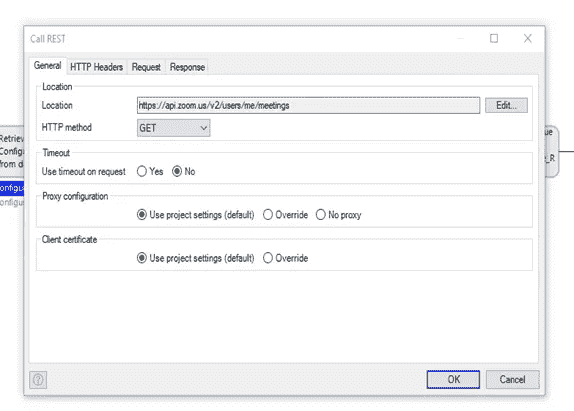 Call REST
General HTTP Headers Request Response
Location
Location https://api.zoom.us/v2/users/me/meetings Edit...
HTTP method GET
Timeout
Use timeout on request Yes No
Proxy configuration
Use project settings (default) Override No proxy
Client certificate
Use project settings (default) Override
? OK Cancel
Retriev
Config
from da
onfigu
onfigu
ue
_R